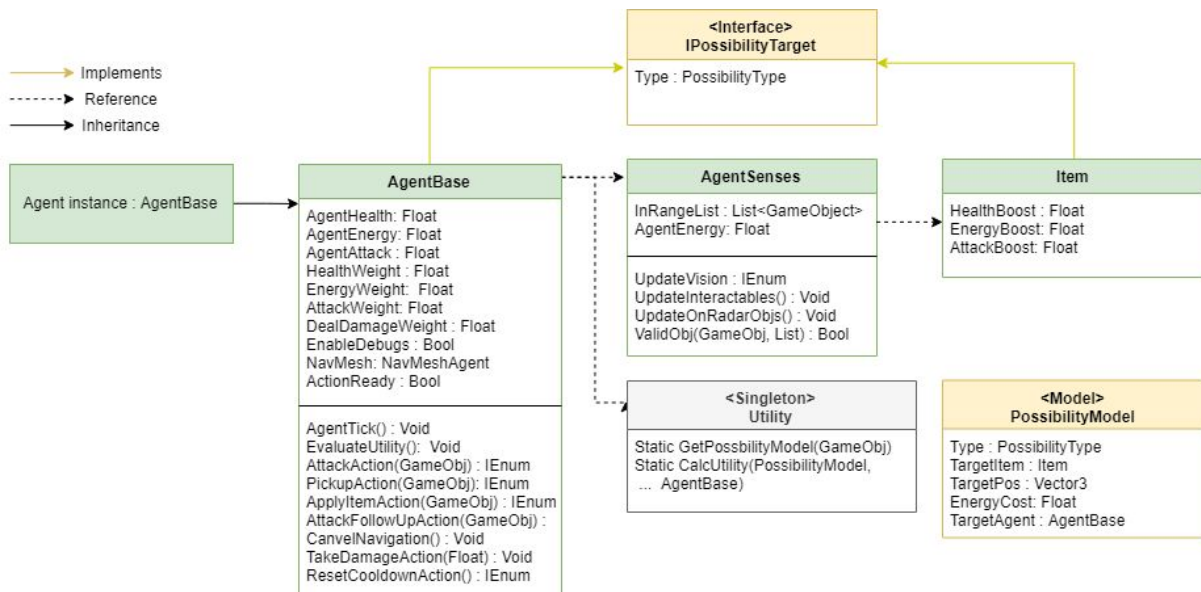 <Interface>
IPossibilityTarget
Type : PossibilityType
Implements
Reference
Inheritance
Agent instance : AgentBase
AgentBase
AgentHealth: Float
AgentEnergy: Float
AgentAttack : Float
HealthWeight : Float
EnergyWeight: Float
AttackWeight: Float
DealDamageWeight : Float
EnableDebugs : Bool
NavMesh: NavMeshAgent
ActionReady : Bool
AgentTick() : Void
EvaluateUtility(): Void
AttackAction(GameObj) : IEnum
PickupAction(GameObj): IEnum
ApplyItemAction(GameObj) : IEnum
AttackFollowUpAction(GameObj) :
CanvelNavigation() : Void
TakeDamageAction(Float) : Void
ResetCooldownAction() : IEnum
AgentSenses
InRangeList : List<GameObject>
AgentEnergy: Float
UpdateVision : IEnum
UpdateInteractables() : Void
UpdateOnRadarObjs() : Void
ValidObj(GameObj, List) : Bool
Item
HealthBoost : Float
EnergyBoost: Float
AttackBoost: Float
<Singleton>
Utility
Static GetPossbilityModel(GameObj)
Static CalcUtility(PossibilityModel,
... AgentBase)
<Model>
PossibilityModel
Type : PossibilityType
TargetItem : Item
TargetPos : Vector3
EnergyCost: Float
TargetAgent : AgentBase